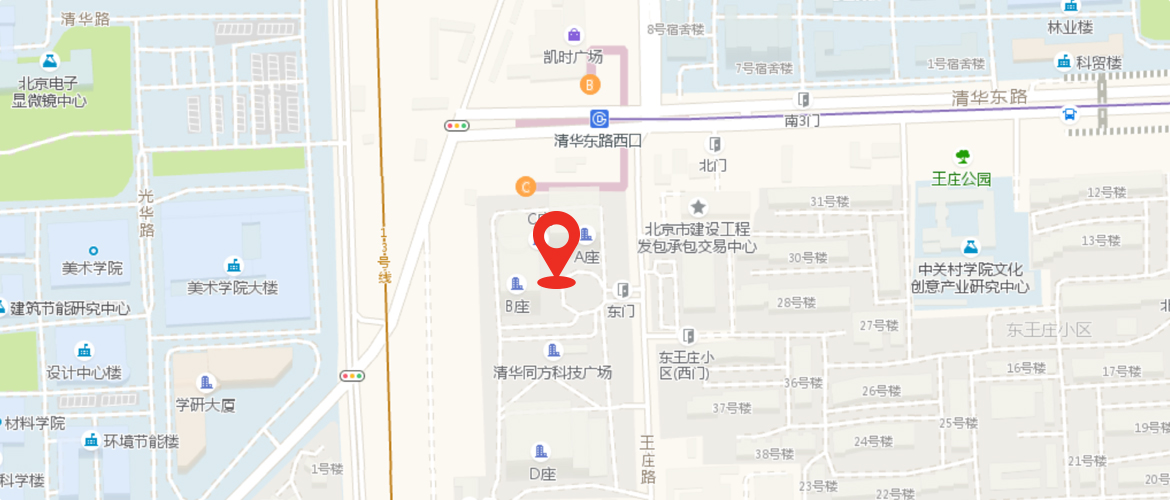 清华路
凯时广场
8号宿舍楼
林业楼
北京电子
显微镜中心
B
7号宿舍楼
1号宿舍楼
科贸楼
清华东路
清华东路西口
南3门
北门
王庄公园
C
光华路
31号楼
12号楼
北京市建设工程
发包承包交易中心
13号线
美术学院
A座
30号楼
13号楼
美术学院大楼
中关村学院文化
创意产业研究中心
建筑节能研究中心
B座
东门
28号楼
27号楼
东王庄小区
设计中心楼
清华同方科技广场
东王庄小
区(西门)
16号楼
17号楼
学研大厦
36号楼
26号楼
37号楼
材料学院
环境节能楼
25号楼
19号楼
24号楼
王庄路
1号楼
38号楼
21号楼
20号楼
科学楼
D座
23号楼
22号楼